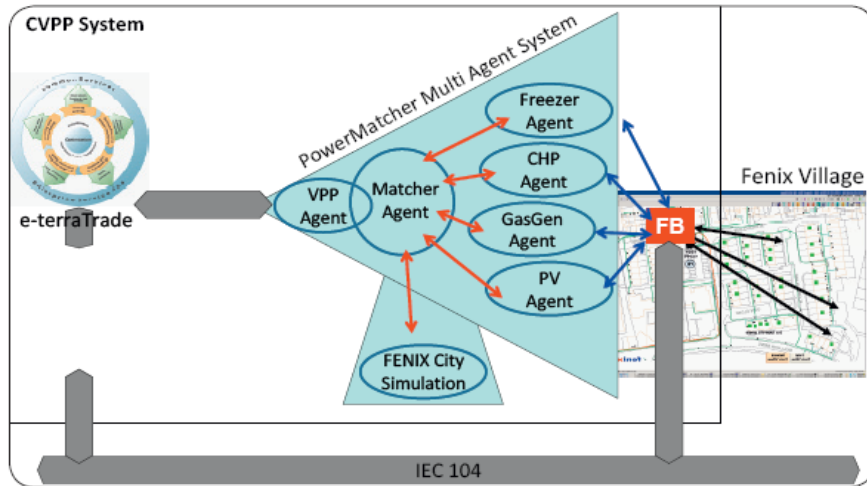 CVPP System
PowerMatcher Multi Agent System
Freezer
Agent
CHP
Agent
VPP
Agent
Matcher
Agent
GasGen
Agent
PV
Agent
FENIX City
Simulation
e-terraTrade
Fenix Village
FB
IEC 104